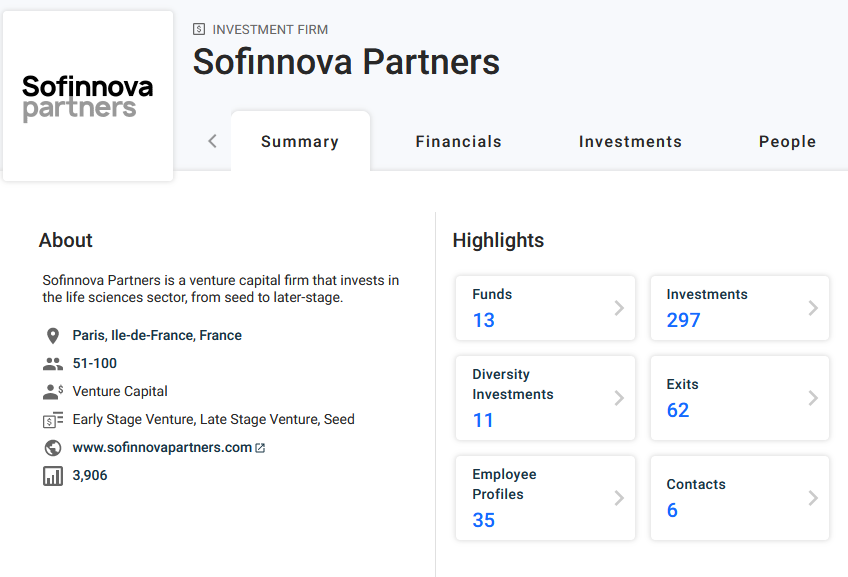 Sofinnova
partners
INVESTMENT FIRM
Sofinnova Partners
Summary
Financials
Investments
People
About
Sofinnova Partners is a venture capital firm that invests in
the life sciences sector, from seed to later-stage.
Paris, Ile-de-France, France
51-100
Venture Capital
Early Stage Venture, Late Stage Venture, Seed
www.sofinnovapartners.com
3,906
Highlights
Funds
13
Investments
297
Diversity
Investments
11
Exits
62
Employee
Profiles
35
Contacts
6